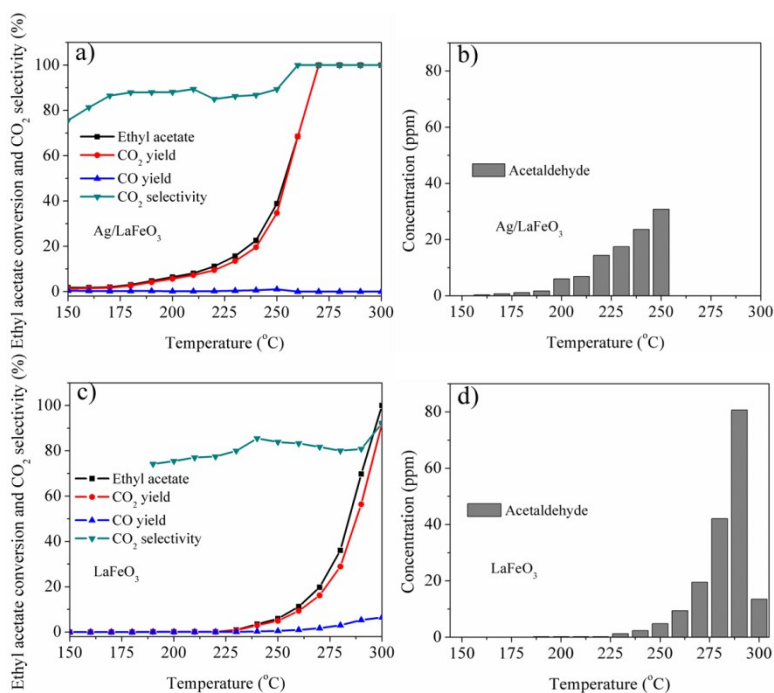 a)
Ethyl acetate conversion and CO₂ selectivity (%)
100
80
60
40
20
0
Ethyl acetate
CO₂ yield
CO yield
CO₂ selectivity
Ag/LaFeO₃
150 175 200 225 250 275 300
Temperature (°C)
b)
Concentration (ppm)
80
60
40
20
0
Acetaldehyde
Ag/LaFeO₃
150 175 200 225 250 275 300
Temperature (°C)
c)
Ethyl acetate conversion and CO₂ selectivity (%)
100
80
60
40
20
0
Ethyl acetate
CO₂ yield
CO yield
CO₂ selectivity
LaFeO₃
150 175 200 225 250 275 300
Temperature (°C)
d)
Concentration (ppm)
80
60
40
20
0
Acetaldehyde
LaFeO₃
150 175 200 225 250 275 300
Temperature (°C)